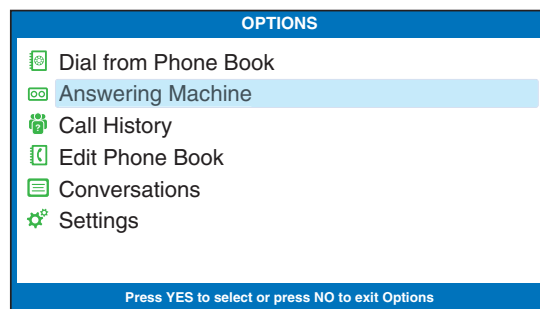 OPTIONS
Dial from Phone Book
Answering Machine
Call History
Edit Phone Book
Conversations
Settings
Press YES to select or press NO to exit Options